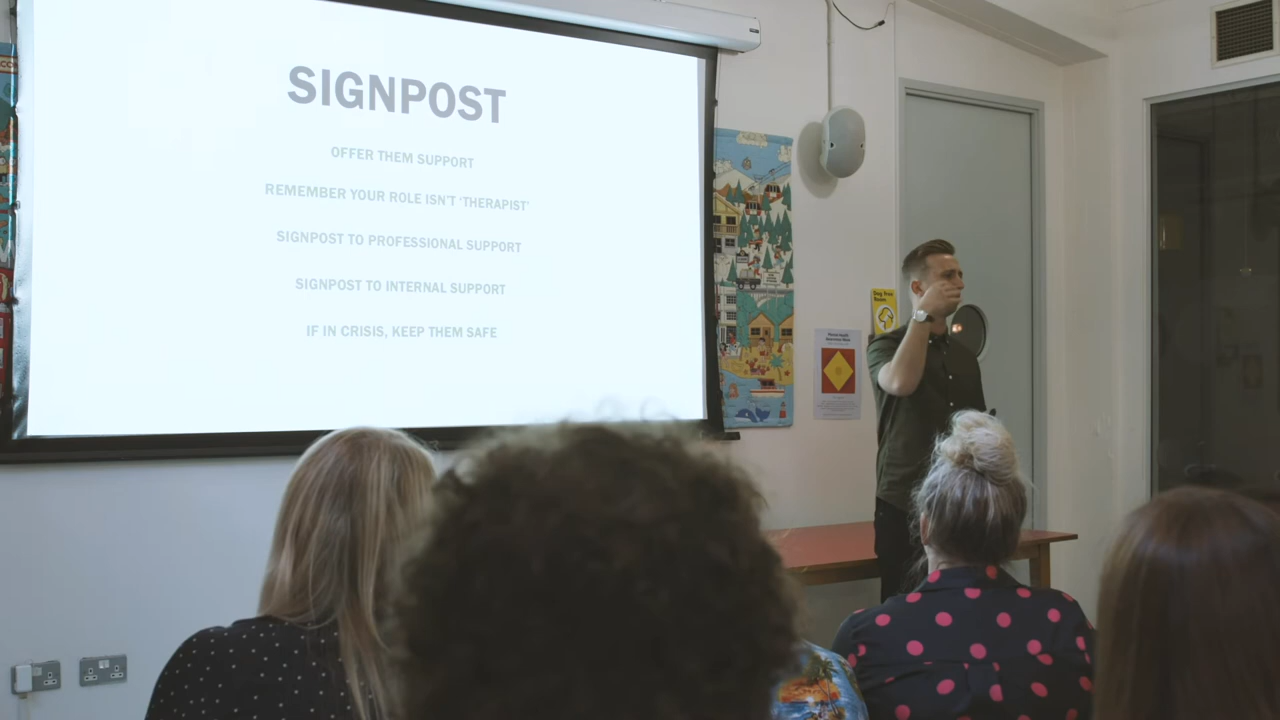 SIGNPOST
OFFER THEM SUPPORT
REMEMBER YOUR ROLE ISN'T 'THERAPIST'
SIGNPOST TO PROFESSIONAL SUPPORT
SIGNPOST TO INTERNAL SUPPORT
IF IN CRISIS, KEEP THEM SAFE